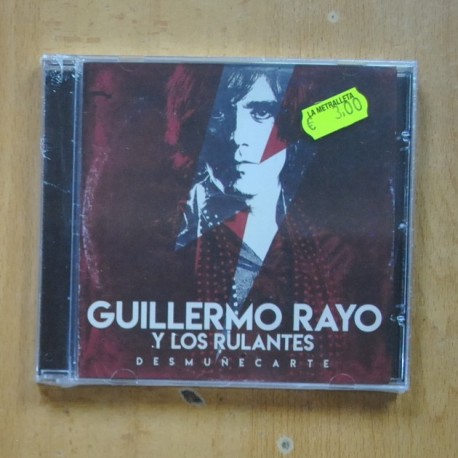 LA METRALLETA
€ 3,00
GUILLERMO RAYO
Y LOS RULANTES
DESMUÑECARTE